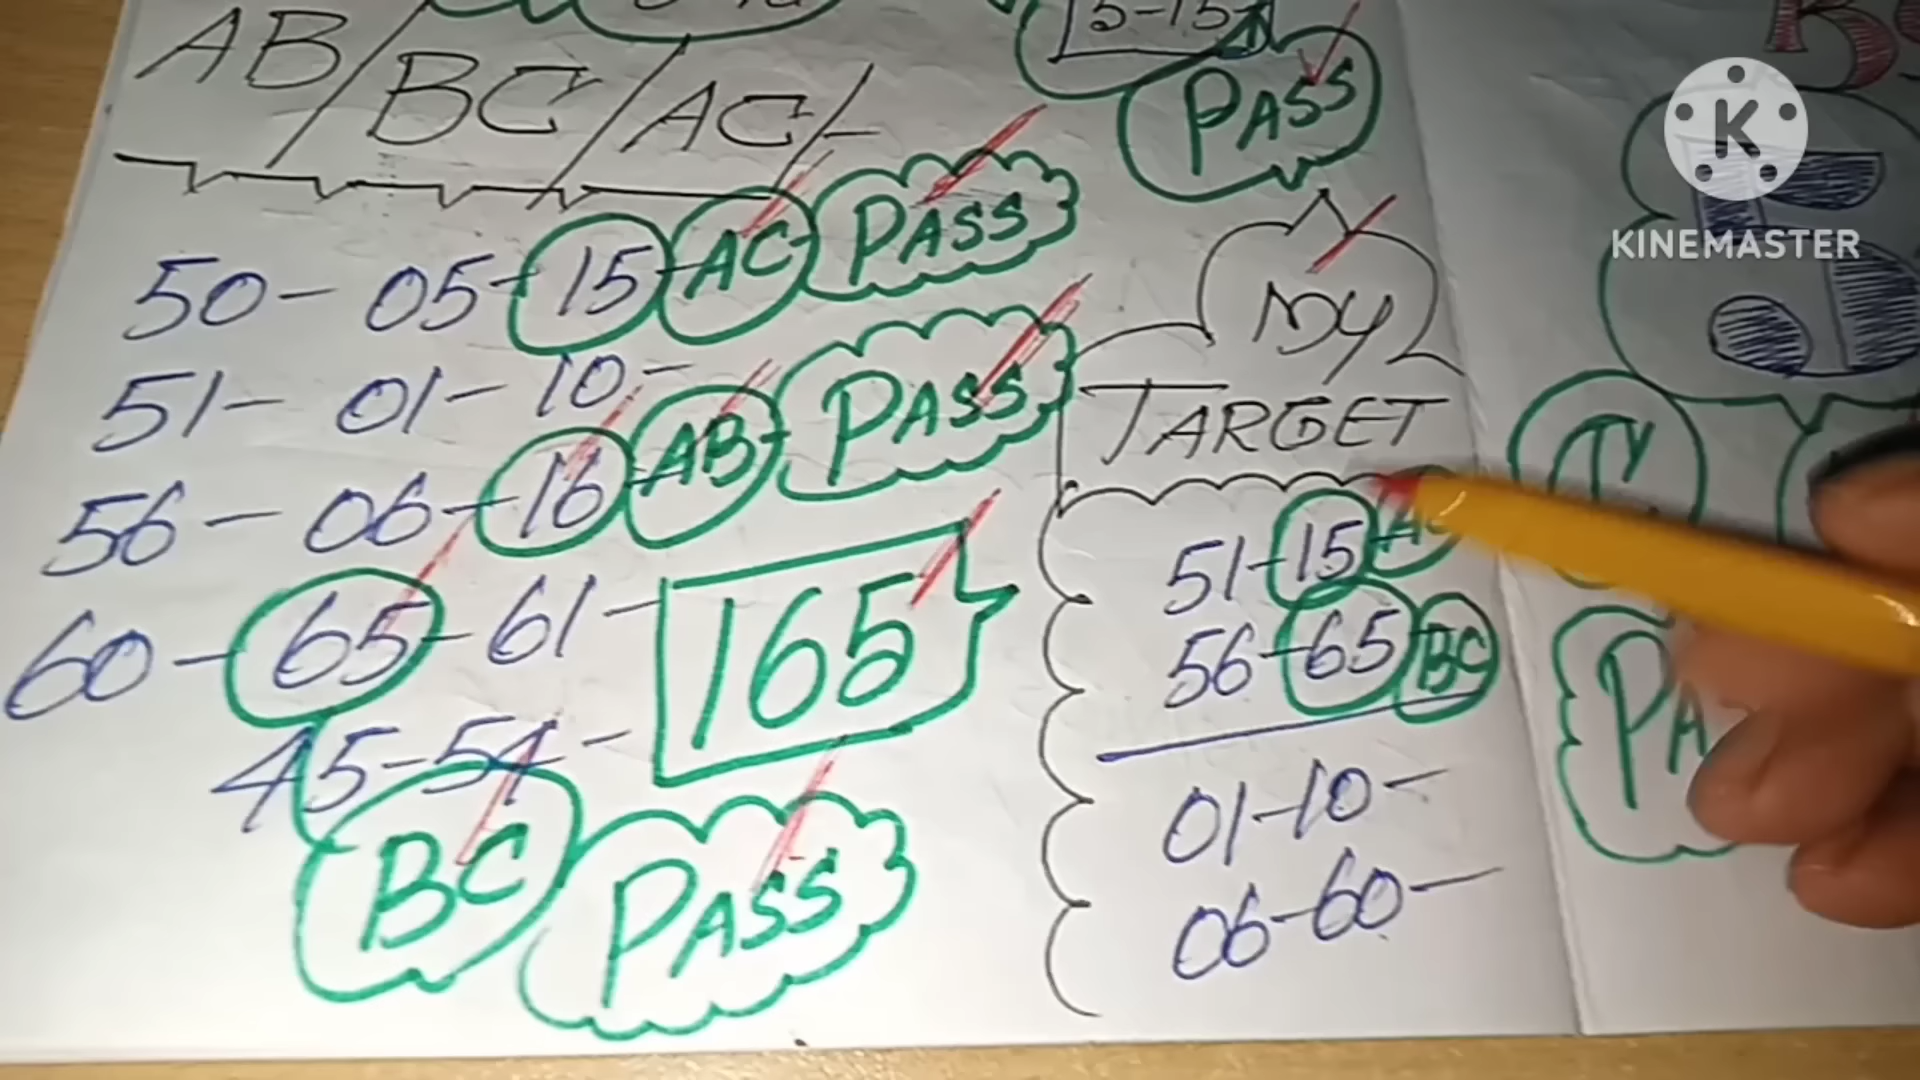 5-15-
AB/BC/AC/-
PASS
50- 05- 15- AC- PASS
51- 01- 10-
56- 06- 16- AB- PASS
60- 65- 61- 165
45-54-
BC PASS
MY
TARGET
51-15-AC
56-65-BC
01-10-
06-60-
K
KINEMASTER
PA